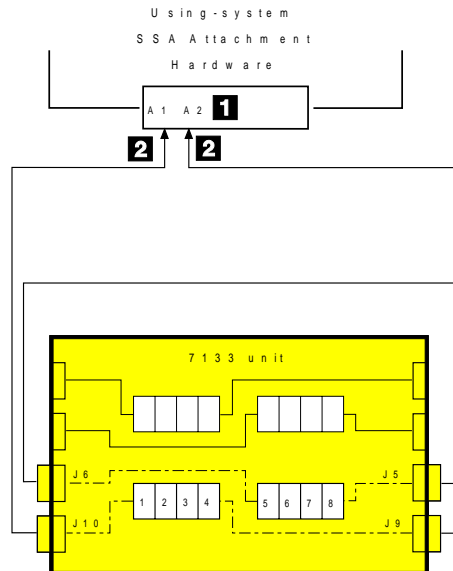 Using-system
SSA Attachment
Hardware
A1 A2 1
2 2
7133 unit
J6 J5
1 2 3 4 5 6 7 8
J10 J9